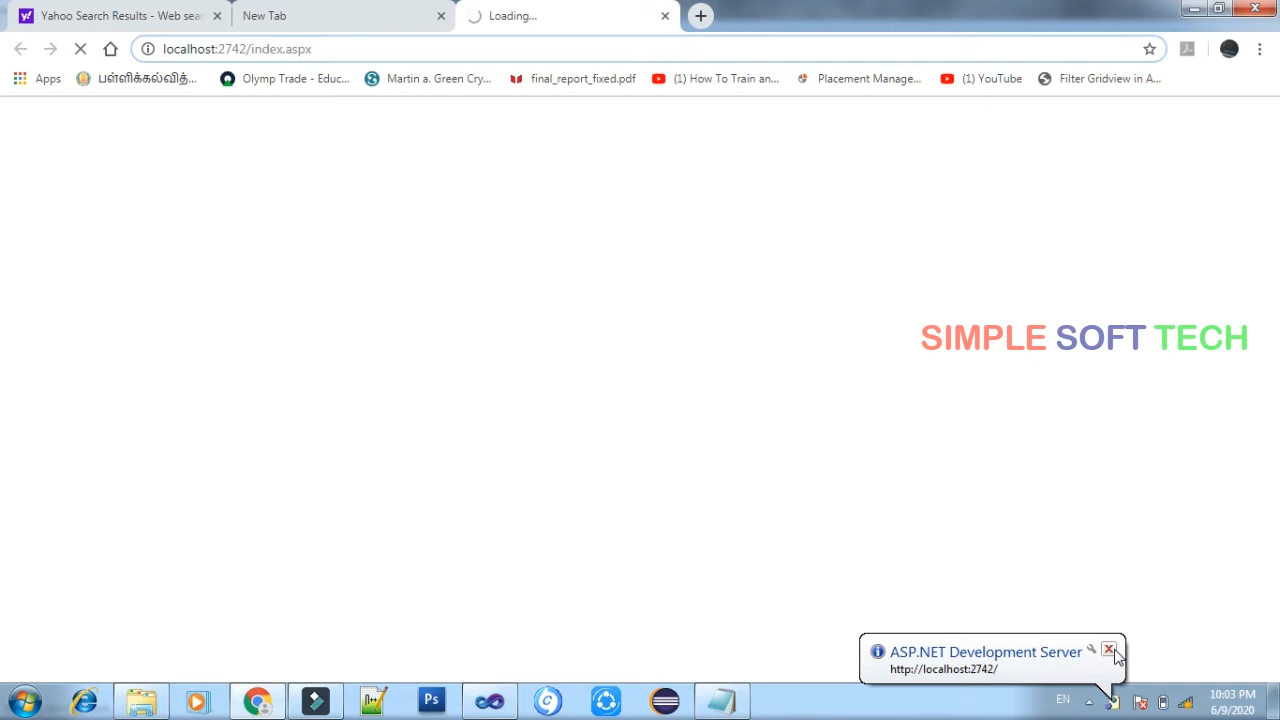 Yahoo Search Results - Web sear
New Tab
Loading...
localhost:2742/index.aspx
Apps
பள்ளிக்கல்வித்...
Olymp Trade - Educ...
Martin a. Green Cry...
final_report_fixed.pdf
(1) How To Train an...
Placement Manage...
(1) YouTube
Filter Gridview in A...
SIMPLE SOFT TECH
ASP.NET Development Server
http://localhost:2742/
Ps
EN
10:03 PM
6/9/2020